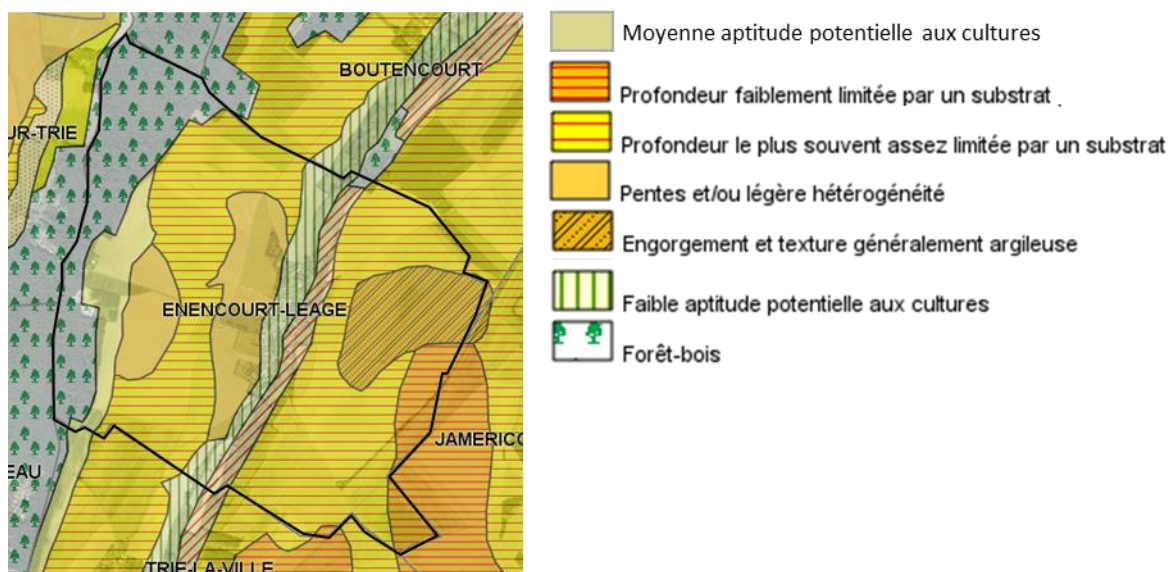 BOUTENCOURT
UR-TRIE
ENENCOURT-LEAGE
JAMERICO
EAU
TRIE-LA-VILLE
Moyenne aptitude potentielle aux cultures
Profondeur faiblement limitée par un substrat .
Profondeur le plus souvent assez limitée par un substrat
Pentes et/ou légère hétérogénéité
Engorgement et texture généralement argileuse
Faible aptitude potentielle aux cultures
Forêt-bois